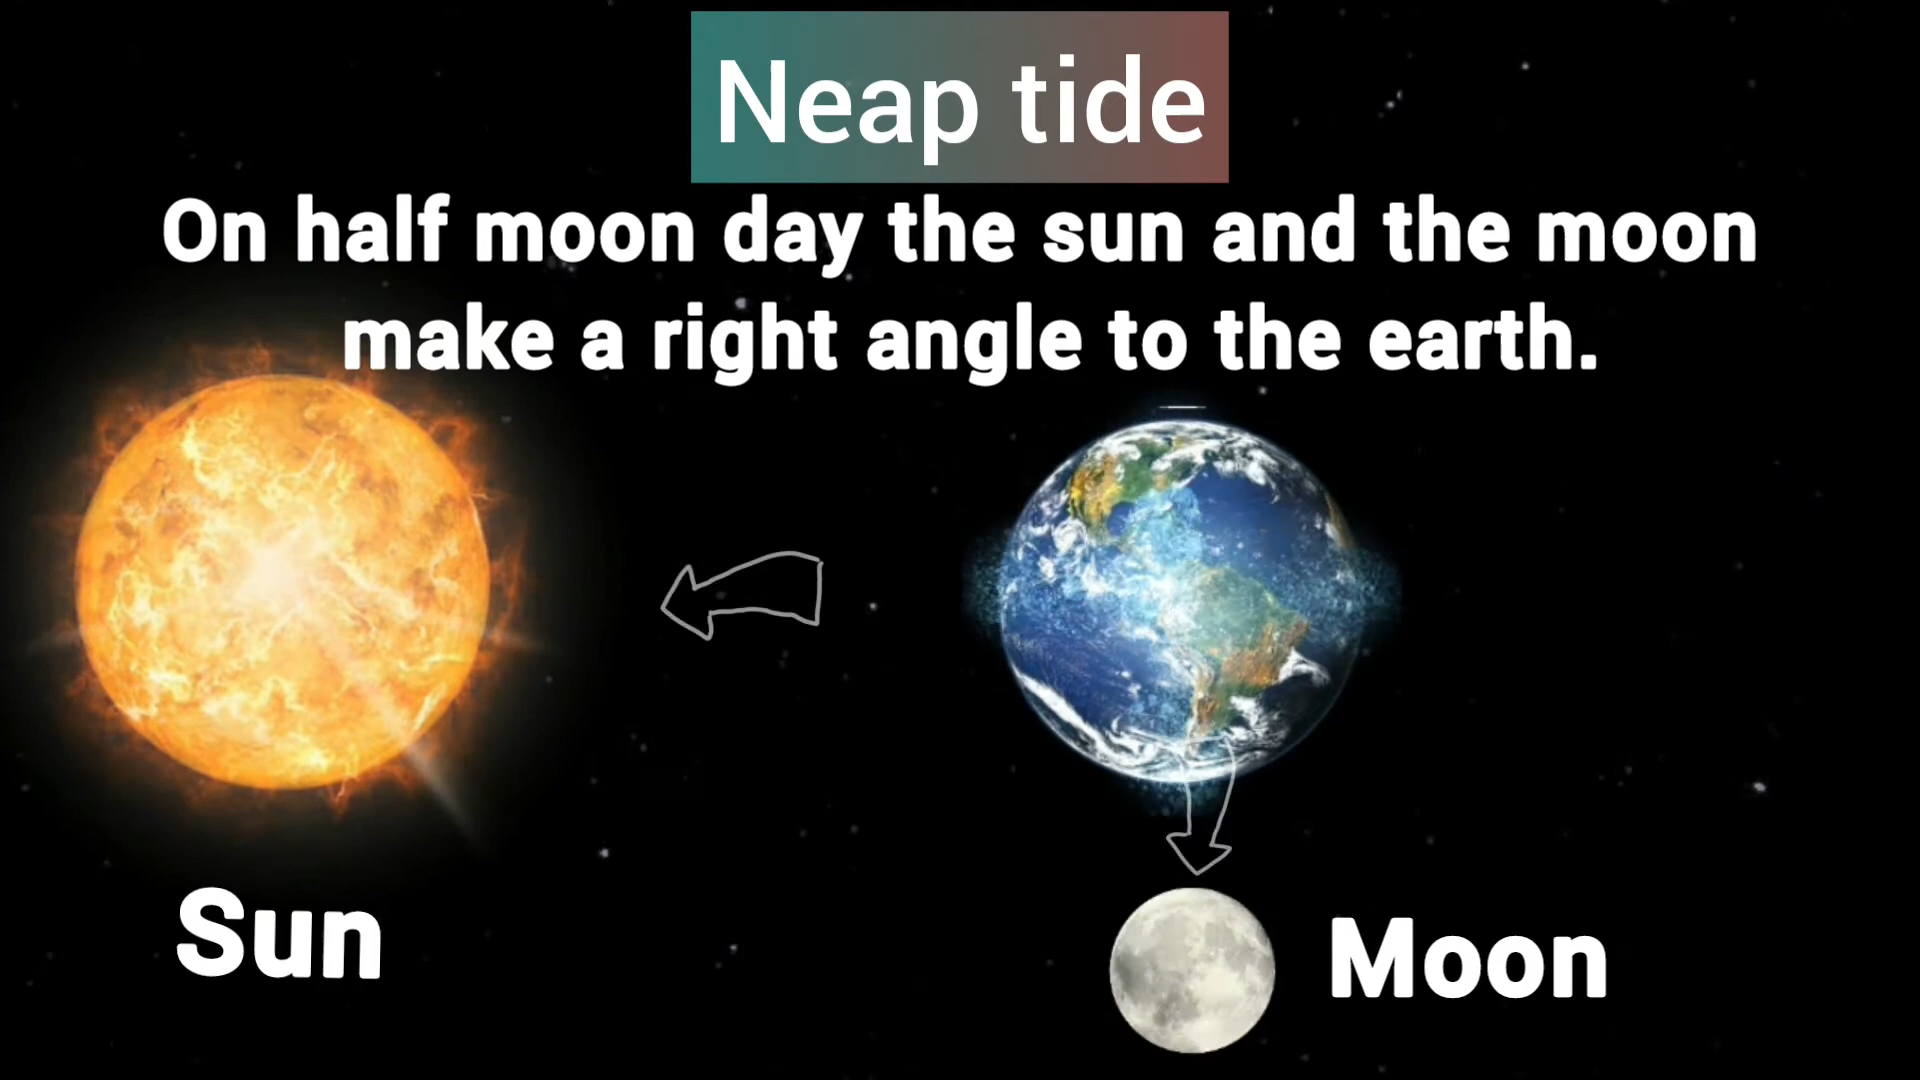 Neap tide
On half moon day the sun and the moon
make a right angle to the earth.
Sun
Moon